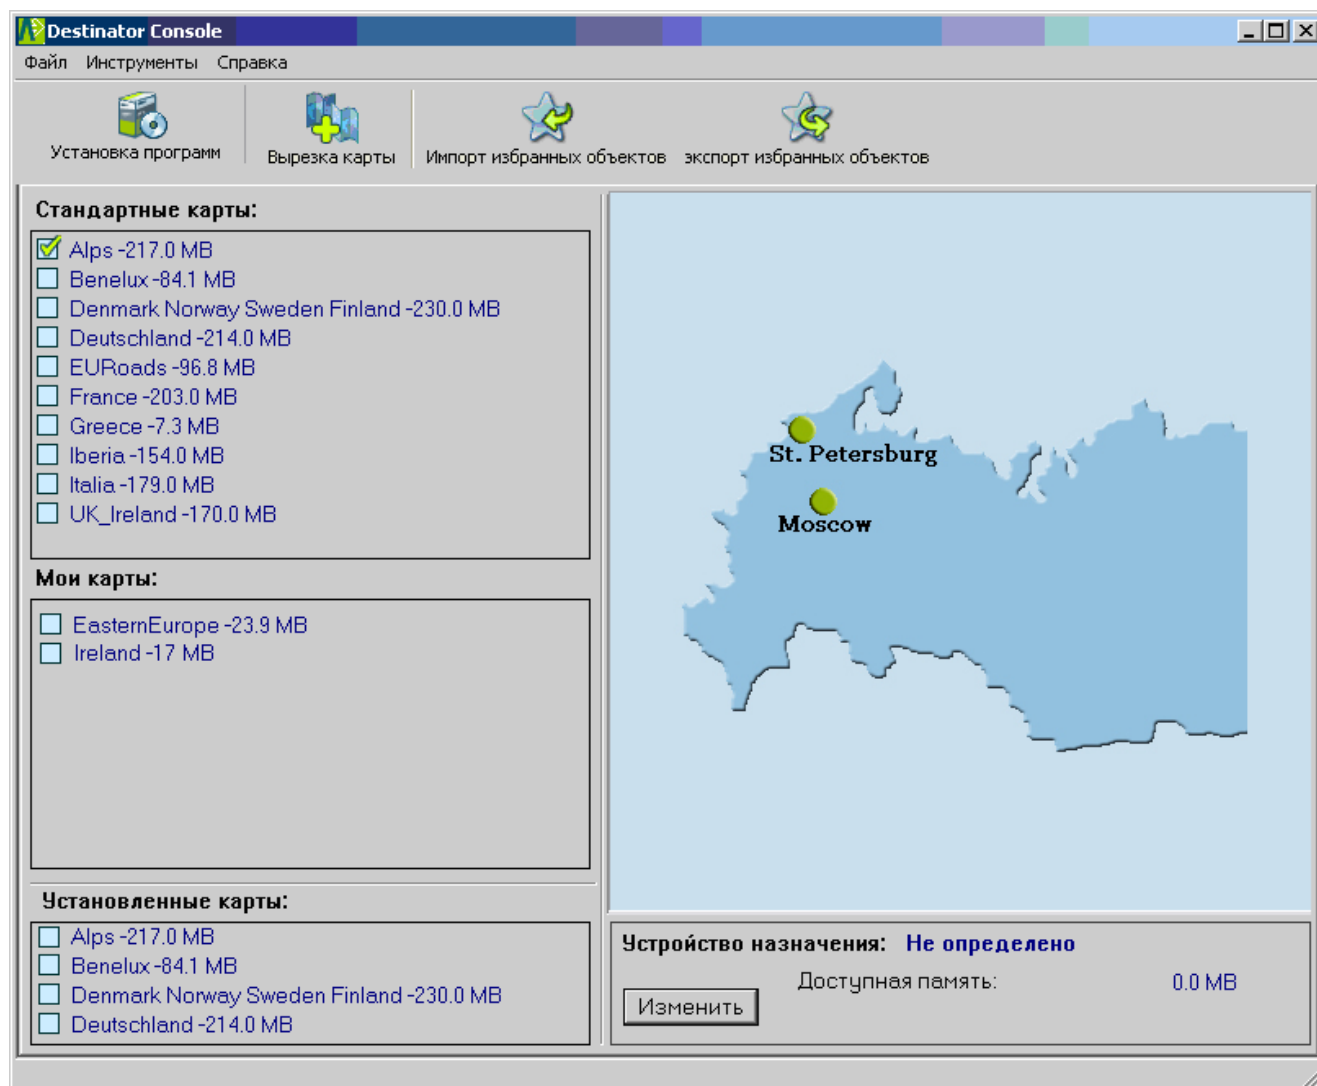 Destinator Console
Файл Инструменты Справка
Установка программ Вырезка карты Импорт избранных объектов экспорт избранных объектов
Стандартные карты:
Alps -217.0 MB
Benelux -84.1 MB
Denmark Norway Sweden Finland -230.0 MB
Deutschland -214.0 MB
EURoads -96.8 MB
France -203.0 MB
Greece -7.3 MB
Iberia -154.0 MB
Italia -179.0 MB
UK_Ireland -170.0 MB
Мои карты:
EasternEurope -23.9 MB
Ireland -17 MB
Установленные карты:
Alps -217.0 MB
Benelux -84.1 MB
Denmark Norway Sweden Finland -230.0 MB
Deutschland -214.0 MB
St. Petersburg
Moscow
Устройство назначения: Не определено
Доступная память: 0.0 MB
Изменить